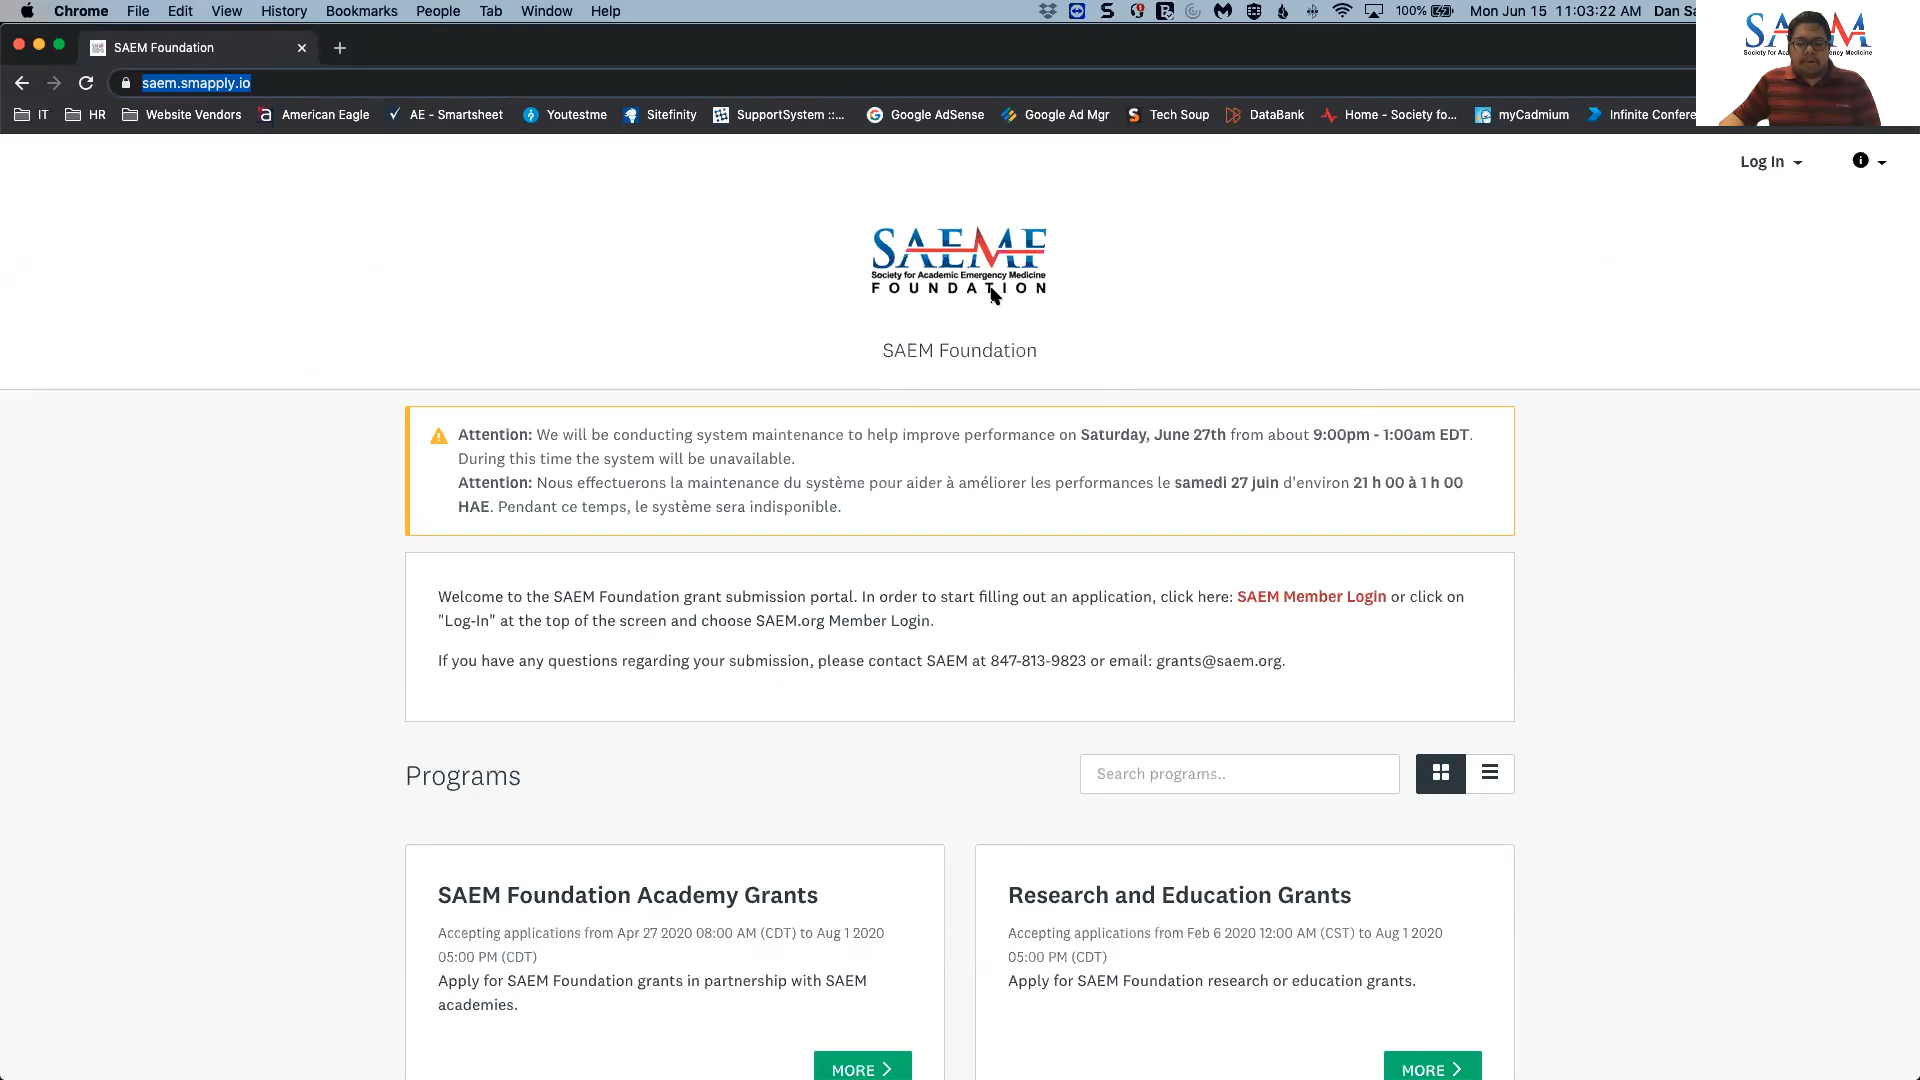 Chrome File Edit View History Bookmarks People Tab Window Help 100% Mon Jun 15 11:03:22 AM Dan
SAEM Foundation
saem.smapply.io
IT HR Website Vendors American Eagle AE - Smartsheet Youtestme Sitefinity SupportSystem ::... Google AdSense Google Ad Mgr Tech Soup DataBank Home - Society fo... myCadmium Infinite Confere
Log In
SAEMF
Society for Academic Emergency Medicine
FOUNDATION
SAEM Foundation
Attention: We will be conducting system maintenance to help improve performance on Saturday, June 27th from about 9:00pm - 1:00am EDT.
During this time the system will be unavailable.
Attention: Nous effectuerons la maintenance du système pour aider à améliorer les performances le samedi 27 juin d'environ 21 h 00 à 1 h 00
HAE. Pendant ce temps, le système sera indisponible.
Welcome to the SAEM Foundation grant submission portal. In order to start filling out an application, click here: SAEM Member Login or click on
"Log-In" at the top of the screen and choose SAEM.org Member Login.
If you have any questions regarding your submission, please contact SAEM at 847-813-9823 or email: grants@saem.org.
Programs
Search programs..
SAEM Foundation Academy Grants
Accepting applications from Apr 27 2020 08:00 AM (CDT) to Aug 1 2020
05:00 PM (CDT)
Apply for SAEM Foundation grants in partnership with SAEM
academies.
MORE
Research and Education Grants
Accepting applications from Feb 6 2020 12:00 AM (CST) to Aug 1 2020
05:00 PM (CDT)
Apply for SAEM Foundation research or education grants.
MORE